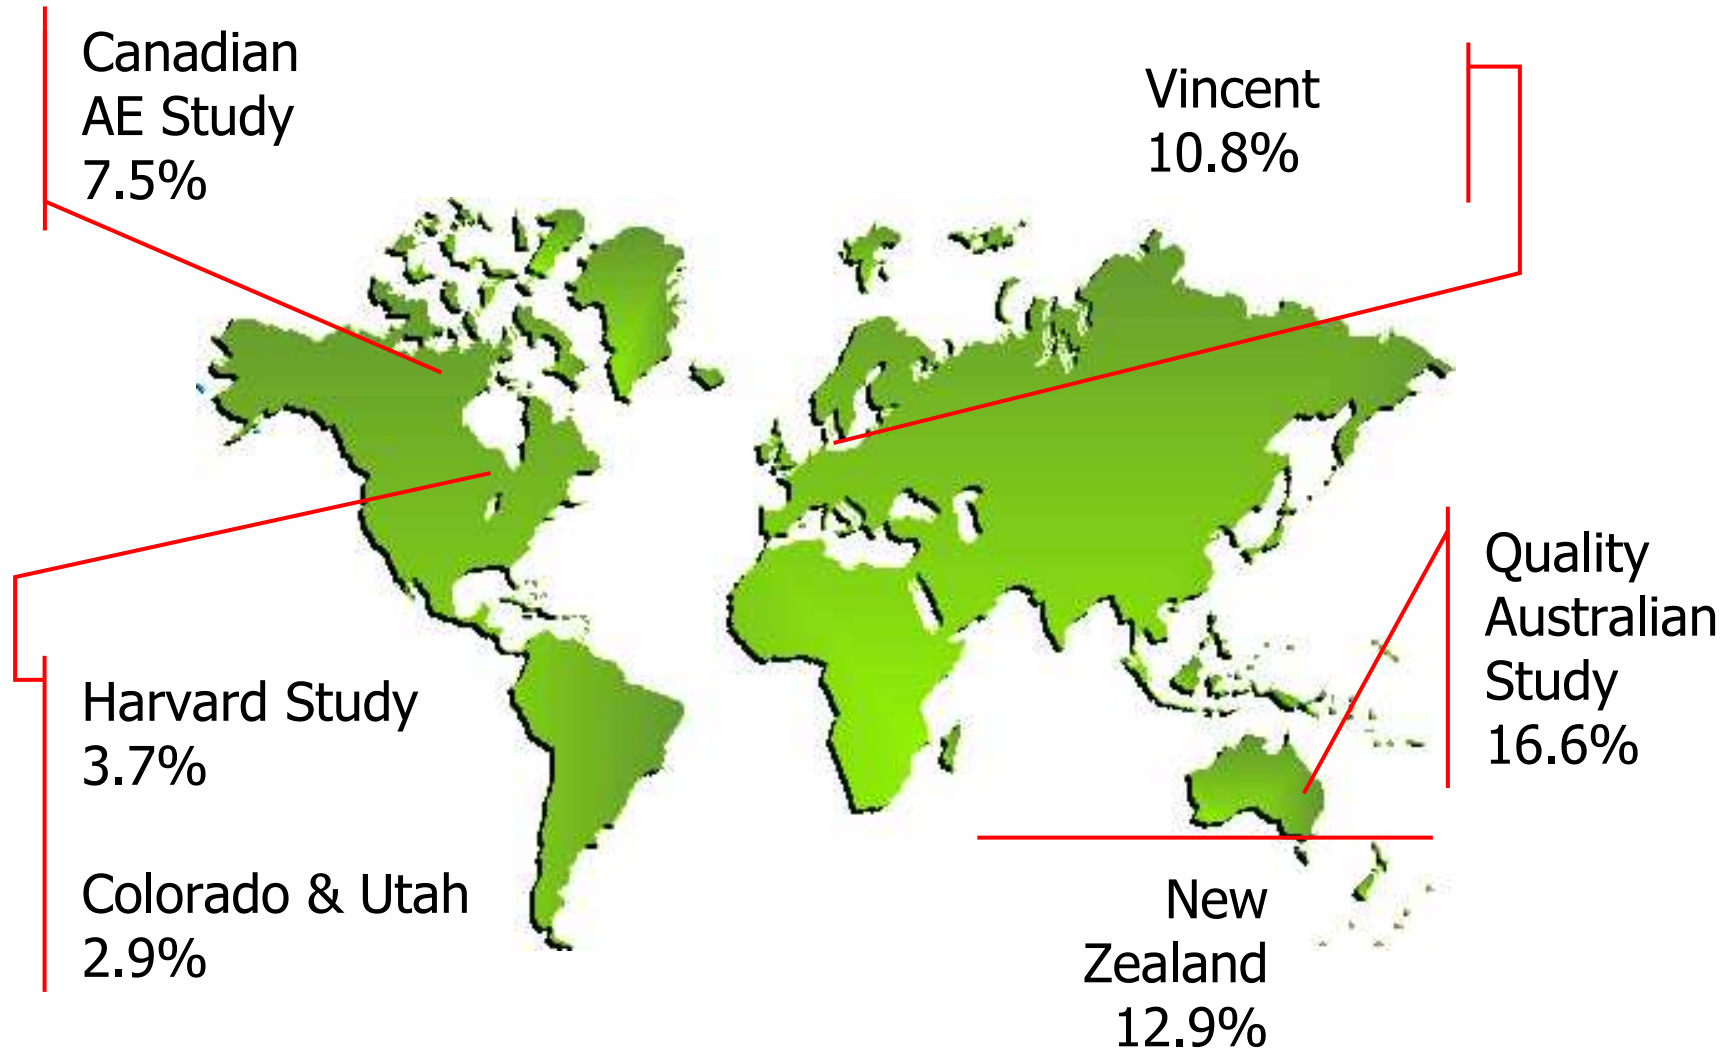 Canadian
AE Study
7.5%
Vincent
10.8%
Quality
Australian
Study
16.6%
Harvard Study
3.7%
Colorado & Utah
2.9%
New
Zealand
12.9%